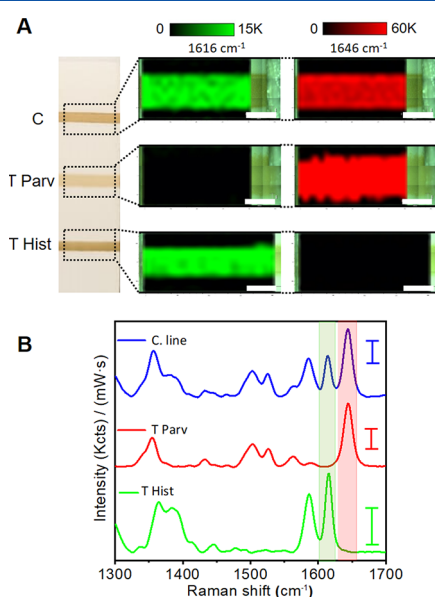 A
0 15K 0 60K
1616 cm⁻¹ 1646 cm⁻¹
C
T Parv
T Hist
B
C. line
T Parv
T Hist
Intensity (Kcts) / (mW·s)
1300 1400 1500 1600 1700
Raman shift (cm⁻¹)